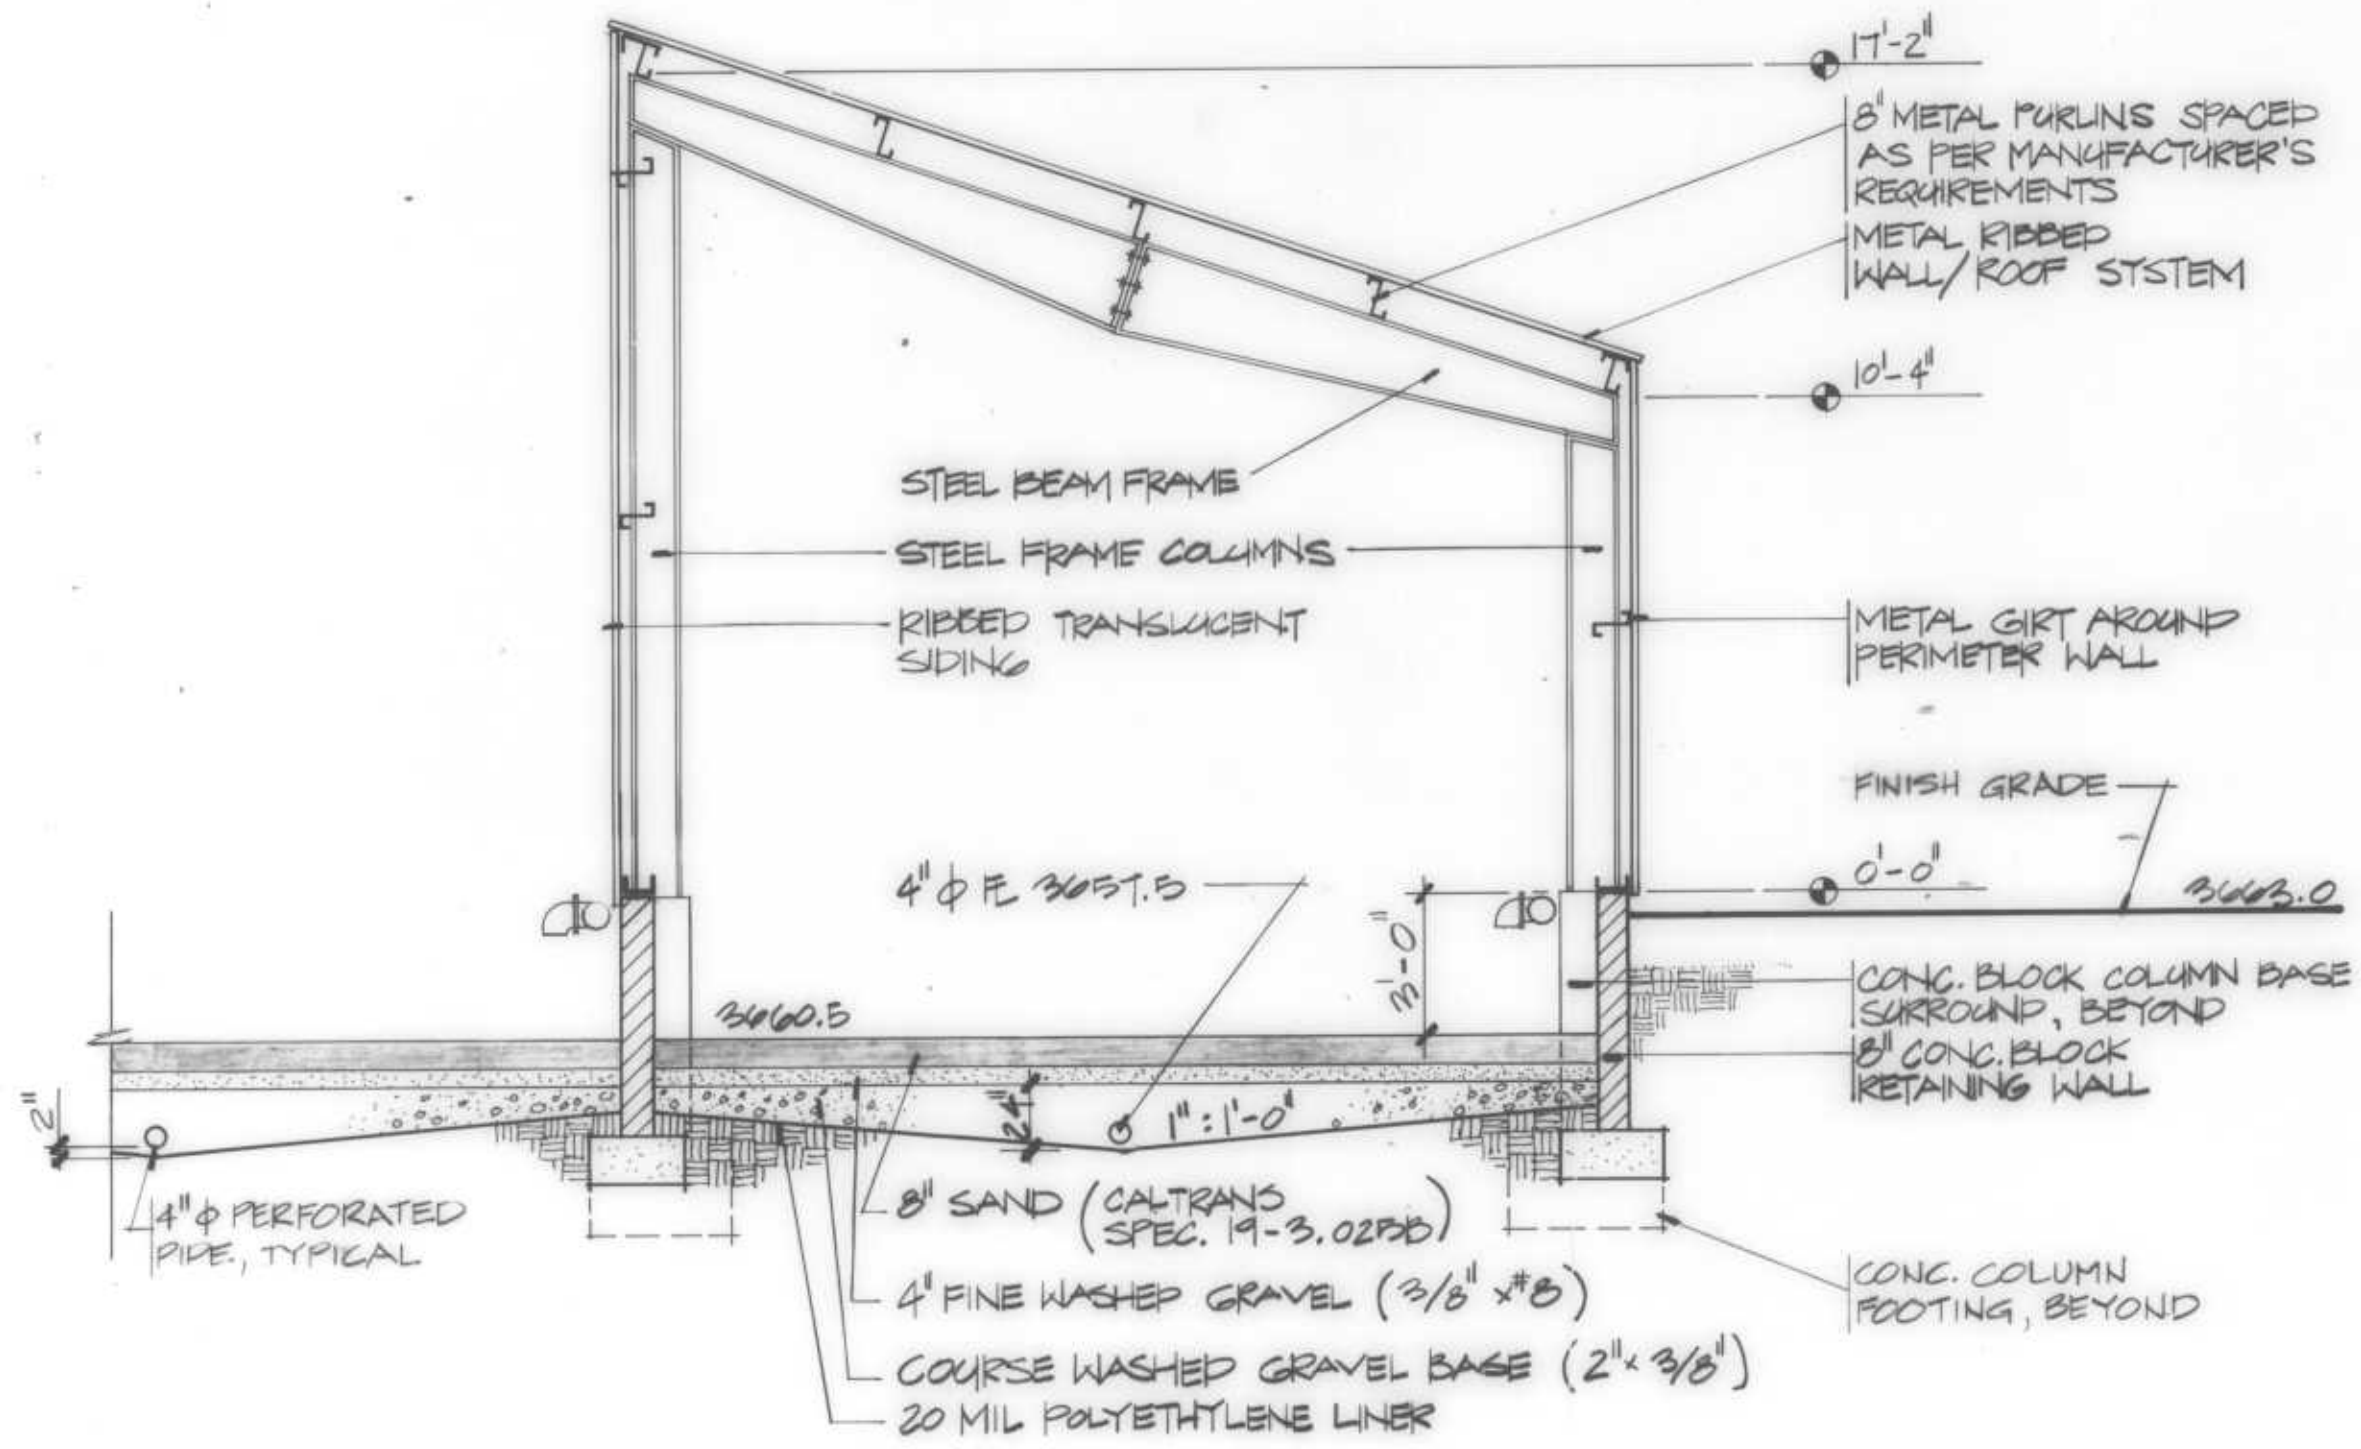 17'-2"
8" METAL PURLINS SPACED
AS PER MANUFACTURER'S
REQUIREMENTS
METAL RIBBED
WALL/ROOF SYSTEM
10'-4"
STEEL BEAM FRAME
STEEL FRAME COLUMNS
RIBBED TRANSLUCENT
SIDING
METAL GIRT AROUND
PERIMETER WALL
FINISH GRADE
0'-0"
3663.0
4" φ FL 3657.5
3'-0"
3660.5
CONC. BLOCK COLUMN BASE
SURROUND, BEYOND
8" CONC. BLOCK
RETAINING WALL
2"
24"
1" : 1'-0"
4" φ PERFORATED
PIPE., TYPICAL
8" SAND (CALTRANS
SPEC. 19-3.02BB)
4" FINE WASHED GRAVEL (3/8" x #8)
COURSE WASHED GRAVEL BASE (2" x 3/8")
20 MIL POLYETHYLENE LINER
CONC. COLUMN
FOOTING, BEYOND